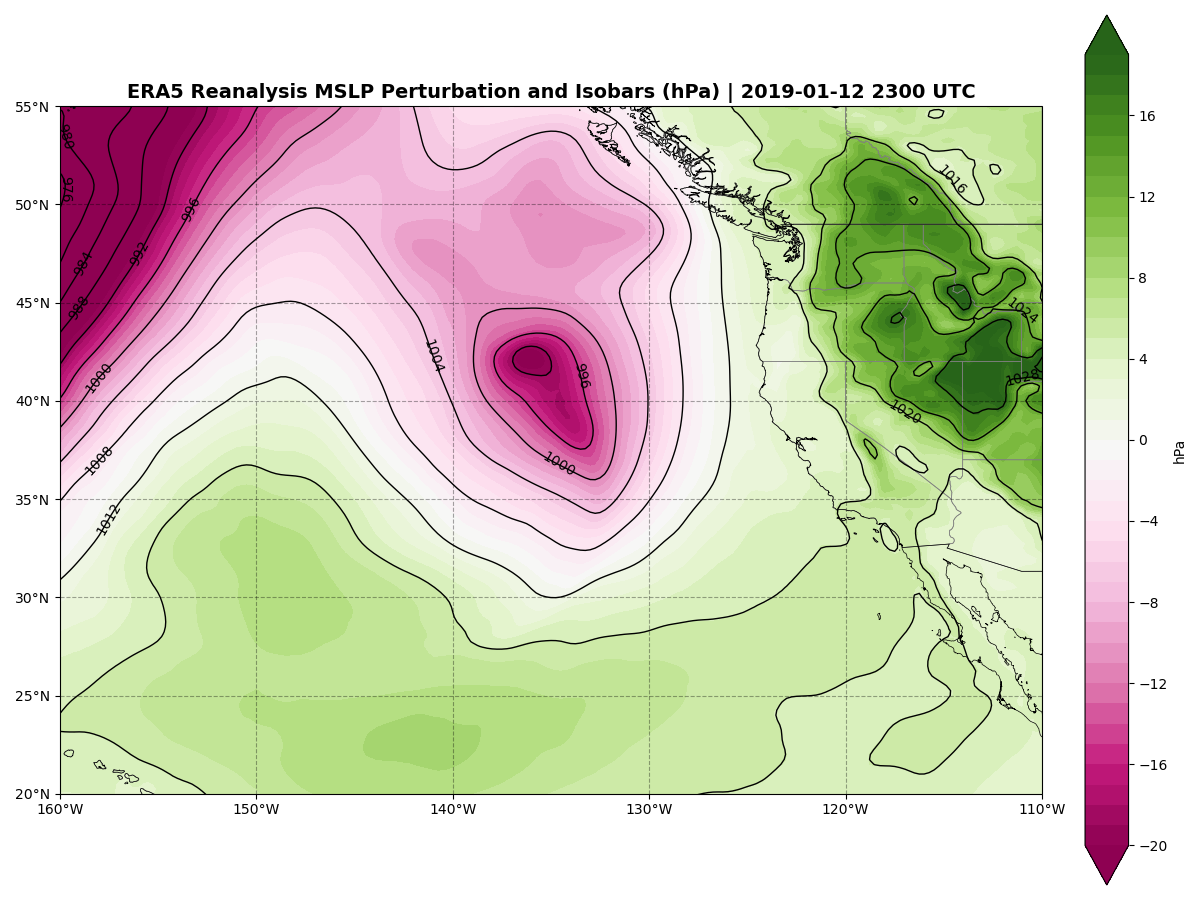 ERA5 Reanalysis MSLP Perturbation and Isobars (hPa) | 2019-01-12 2300 UTC
55°N
50°N
45°N
40°N
35°N
30°N
25°N
20°N
160°W
150°W
140°W
130°W
120°W
110°W
980
976
984
988
992
996
1000
1008
1012
1004
996
1000
1016
1024
1028
1020
16
12
8
4
0
−4
−8
−12
−16
−20
hPa